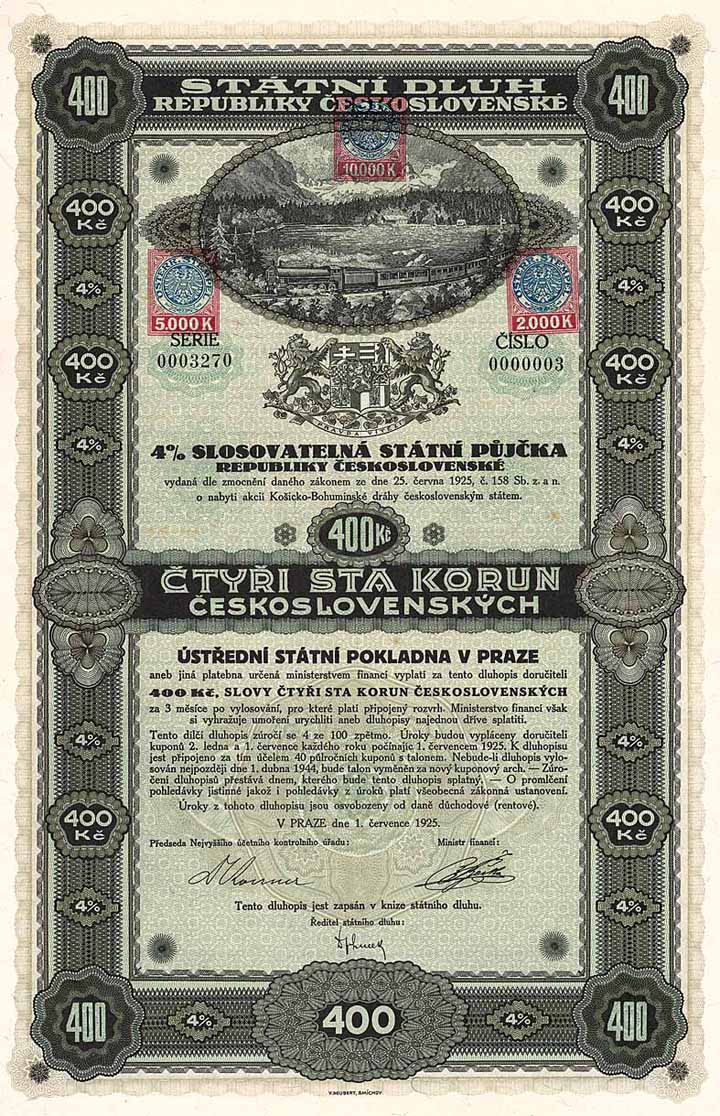 400
STÁTNÍ DLUH
REPUBLIKY ČESKOSLOVENSKÉ
400
10.000 K
400 Kč
400 Kč
4%
4%
OESTERR. STEMPEL
5.000 K
2.000 K
SERIE
0003270
ČÍSLO
0000003
400 Kč
400 Kč
PRAVDA VÍTĚZÍ
4%
4%
4% SLOSOVATELNÁ STÁTNÍ PŮJČKA
REPUBLIKY ČESKOSLOVENSKÉ
vydaná dle zmocnění daného zákonem ze dne 25. června 1925, č. 158 Sb. z. a n.
o nabytí akcií Košicko-Bohumínské dráhy československým státem.
400 Kč
ČTYŘI STA KORUN
ČESKOSLOVENSKÝCH
ÚSTŘEDNÍ STÁTNÍ POKLADNA V PRAZE
aneb jiná platebna určená ministerstvem financí vyplatí za tento dluhopis doručiteli
400 Kč, SLOVY ČTYŘI STA KORUN ČESKOSLOVENSKÝCH
za 3 měsíce po vylosování, pro které platí připojený rozvrh. Ministerstvo financí však
si vyhražuje umoření urychliti aneb dluhopisy najednou dříve splatiti.
Tento dílčí dluhopis zúročí se 4 ze 100 zpětmo. Úroky budou vypláceny doručiteli
kuponů 2. ledna a 1. července každého roku počínajíc 1. červencem 1925. K dluhopisu
jest připojeno za tím účelem 40 půlročních kuponů s talonem. Nebude-li dluhopis vylo-
sován nejpozději dne 1. dubna 1944, bude talon vyměněn za nový kuponový arch. — Zúro-
čení dluhopisů přestává dnem, kterého bude tento dluhopis splatný. — O promlčení
pohledávky jistinné jakož i pohledávky z úroků platí všeobecná zákonná ustanovení.
Úroky z tohoto dluhopisu jsou osvobozeny od daně důchodové (rentové).
4%
4%
V PRAZE dne 1. července 1925.
400 Kč
400 Kč
Předseda Nejvyššího účetního kontrolního úřadu:
Ministr financí:
4%
4%
Tento dluhopis jest zapsán v knize státního dluhu.
Ředitel státního dluhu:
400
4%
400
4%
400
V. NEUBERT, SMÍCHOV